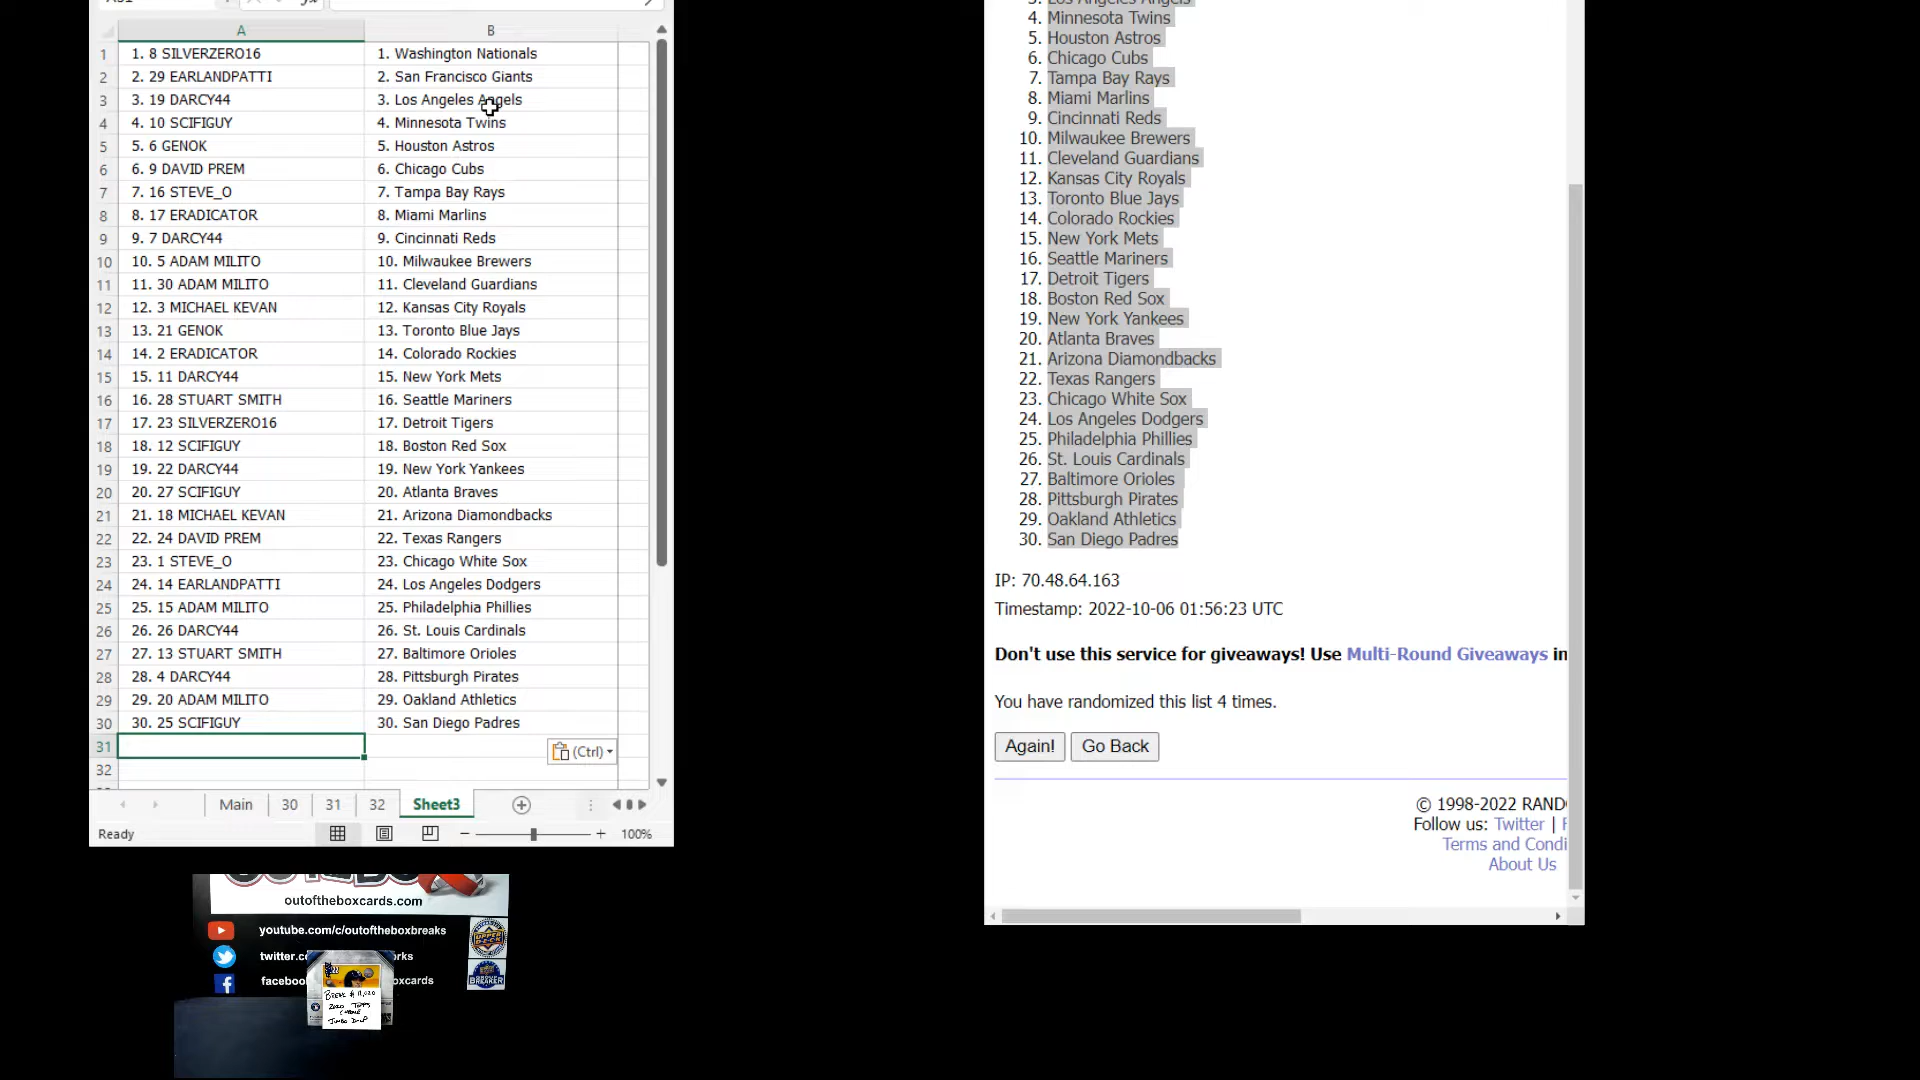 A B
1 1. 8 SILVERZERO16 1. Washington Nationals
2 2. 29 EARLANDPATTI 2. San Francisco Giants
3 3. 19 DARCY44 3. Los Angeles Angels
4 4. 10 SCIFIGUY 4. Minnesota Twins
5 5. 6 GENOK 5. Houston Astros
6 6. 9 DAVID PREM 6. Chicago Cubs
7 7. 16 STEVE_O 7. Tampa Bay Rays
8 8. 17 ERADICATOR 8. Miami Marlins
9 9. 7 DARCY44 9. Cincinnati Reds
10 10. 5 ADAM MILITO 10. Milwaukee Brewers
11 11. 30 ADAM MILITO 11. Cleveland Guardians
12 12. 3 MICHAEL KEVAN 12. Kansas City Royals
13 13. 21 GENOK 13. Toronto Blue Jays
14 14. 2 ERADICATOR 14. Colorado Rockies
15 15. 11 DARCY44 15. New York Mets
16 16. 28 STUART SMITH 16. Seattle Mariners
17 17. 23 SILVERZERO16 17. Detroit Tigers
18 18. 12 SCIFIGUY 18. Boston Red Sox
19 19. 22 DARCY44 19. New York Yankees
20 20. 27 SCIFIGUY 20. Atlanta Braves
21 21. 18 MICHAEL KEVAN 21. Arizona Diamondbacks
22 22. 24 DAVID PREM 22. Texas Rangers
23 23. 1 STEVE_O 23. Chicago White Sox
24 24. 14 EARLANDPATTI 24. Los Angeles Dodgers
25 25. 15 ADAM MILITO 25. Philadelphia Phillies
26 26. 26 DARCY44 26. St. Louis Cardinals
27 27. 13 STUART SMITH 27. Baltimore Orioles
28 28. 4 DARCY44 28. Pittsburgh Pirates
29 29. 20 ADAM MILITO 29. Oakland Athletics
30 30. 25 SCIFIGUY 30. San Diego Padres
31 (Ctrl)
32
Main 30 31 32 Sheet3
Ready 100%
outoftheboxcards.com
youtube.com/c/outoftheboxbreaks
BREAK # 11,020
JUMBO
3. Los Angeles Angels
4. Minnesota Twins
5. Houston Astros
6. Chicago Cubs
7. Tampa Bay Rays
8. Miami Marlins
9. Cincinnati Reds
10. Milwaukee Brewers
11. Cleveland Guardians
12. Kansas City Royals
13. Toronto Blue Jays
14. Colorado Rockies
15. New York Mets
16. Seattle Mariners
17. Detroit Tigers
18. Boston Red Sox
19. New York Yankees
20. Atlanta Braves
21. Arizona Diamondbacks
22. Texas Rangers
23. Chicago White Sox
24. Los Angeles Dodgers
25. Philadelphia Phillies
26. St. Louis Cardinals
27. Baltimore Orioles
28. Pittsburgh Pirates
29. Oakland Athletics
30. San Diego Padres
IP: 70.48.64.163
Timestamp: 2022-10-06 01:56:23 UTC
Don't use this service for giveaways! Use Multi-Round Giveaways in
You have randomized this list 4 times.
Again! Go Back
© 1998-2022 RAND
Follow us: Twitter |
Terms and Condi
About Us